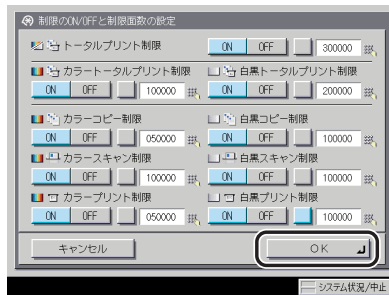 制限のON/OFFと制限面数の設定
トータルプリント制限 ON OFF 300000
カラートータルプリント制限 白黒トータルプリント制限
ON OFF 100000 ON OFF 200000
カラーコピー制限 白黒コピー制限
ON OFF 050000 ON OFF 100000
カラースキャン制限 白黒スキャン制限
ON OFF 100000 ON OFF 100000
カラープリント制限 白黒プリント制限
ON OFF 050000 ON OFF 100000
キャンセル OK
システム状況/中止